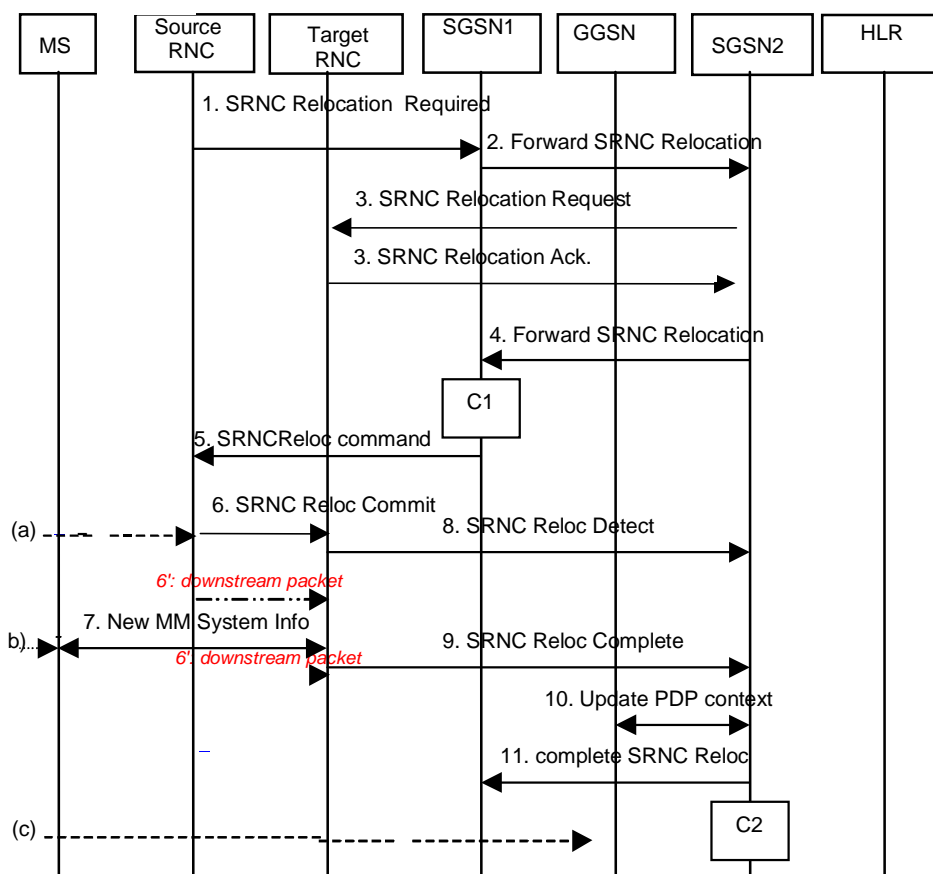 MS
Source
RNC
Target
RNC
SGSN1
GGSN
SGSN2
HLR
1. SRNC Relocation Required
2. Forward SRNC Relocation
3. SRNC Relocation Request
3. SRNC Relocation Ack.
4. Forward SRNC Relocation
C1
5. SRNCReloc command
6. SRNC Reloc Commit
(a)
8. SRNC Reloc Detect
6': downstream packet
7. New MM System Info
b)
9. SRNC Reloc Complete
6': downstream packet
10. Update PDP context
11. complete SRNC Reloc
(c)
C2